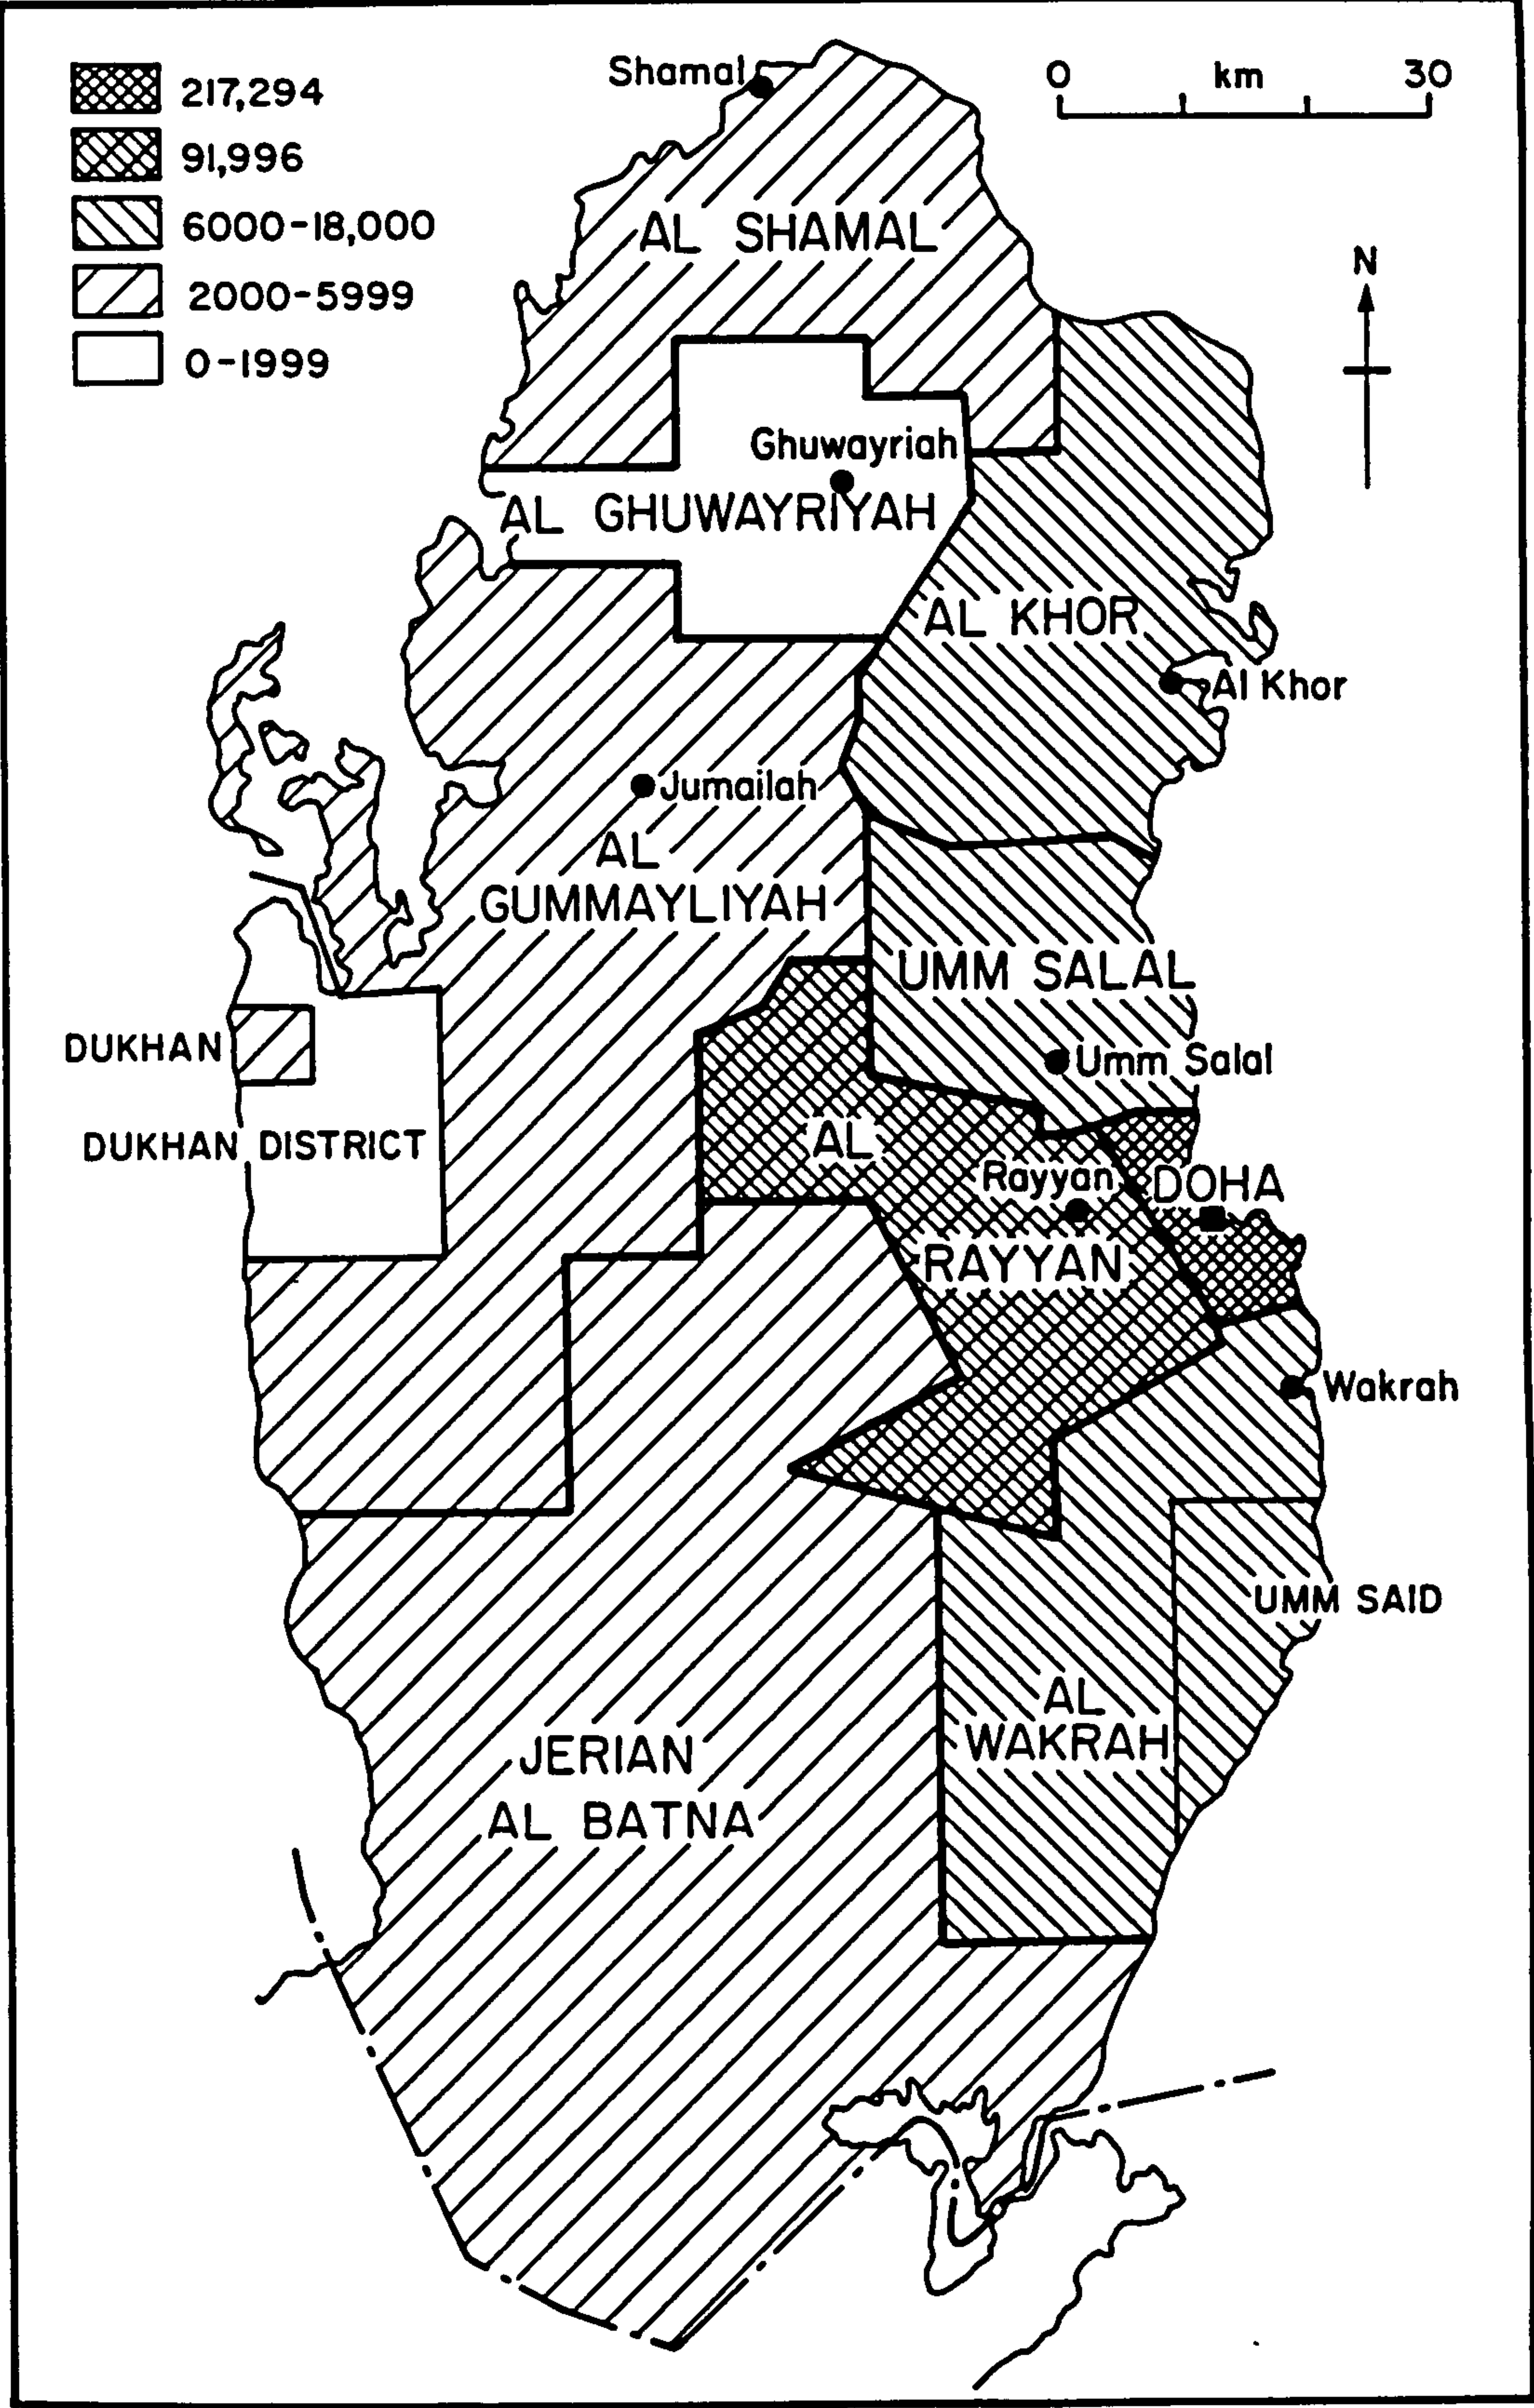 217,294
91,996
6000-18,000
2000-5999
0-1999
0 km 30
N
Shamal
AL SHAMAL
Ghuwayriah
AL GHUWAYRIYAH
AL KHOR
Al Khor
Jumailah
AL
GUMMAYLIYAH
UMM SALAL
Umm Salal
DUKHAN
DUKHAN DISTRICT
AL
RAYYAN
Rayyan
DOHA
Wakrah
UMM SAID
AL
WAKRAH
JERIAN
AL BATNA